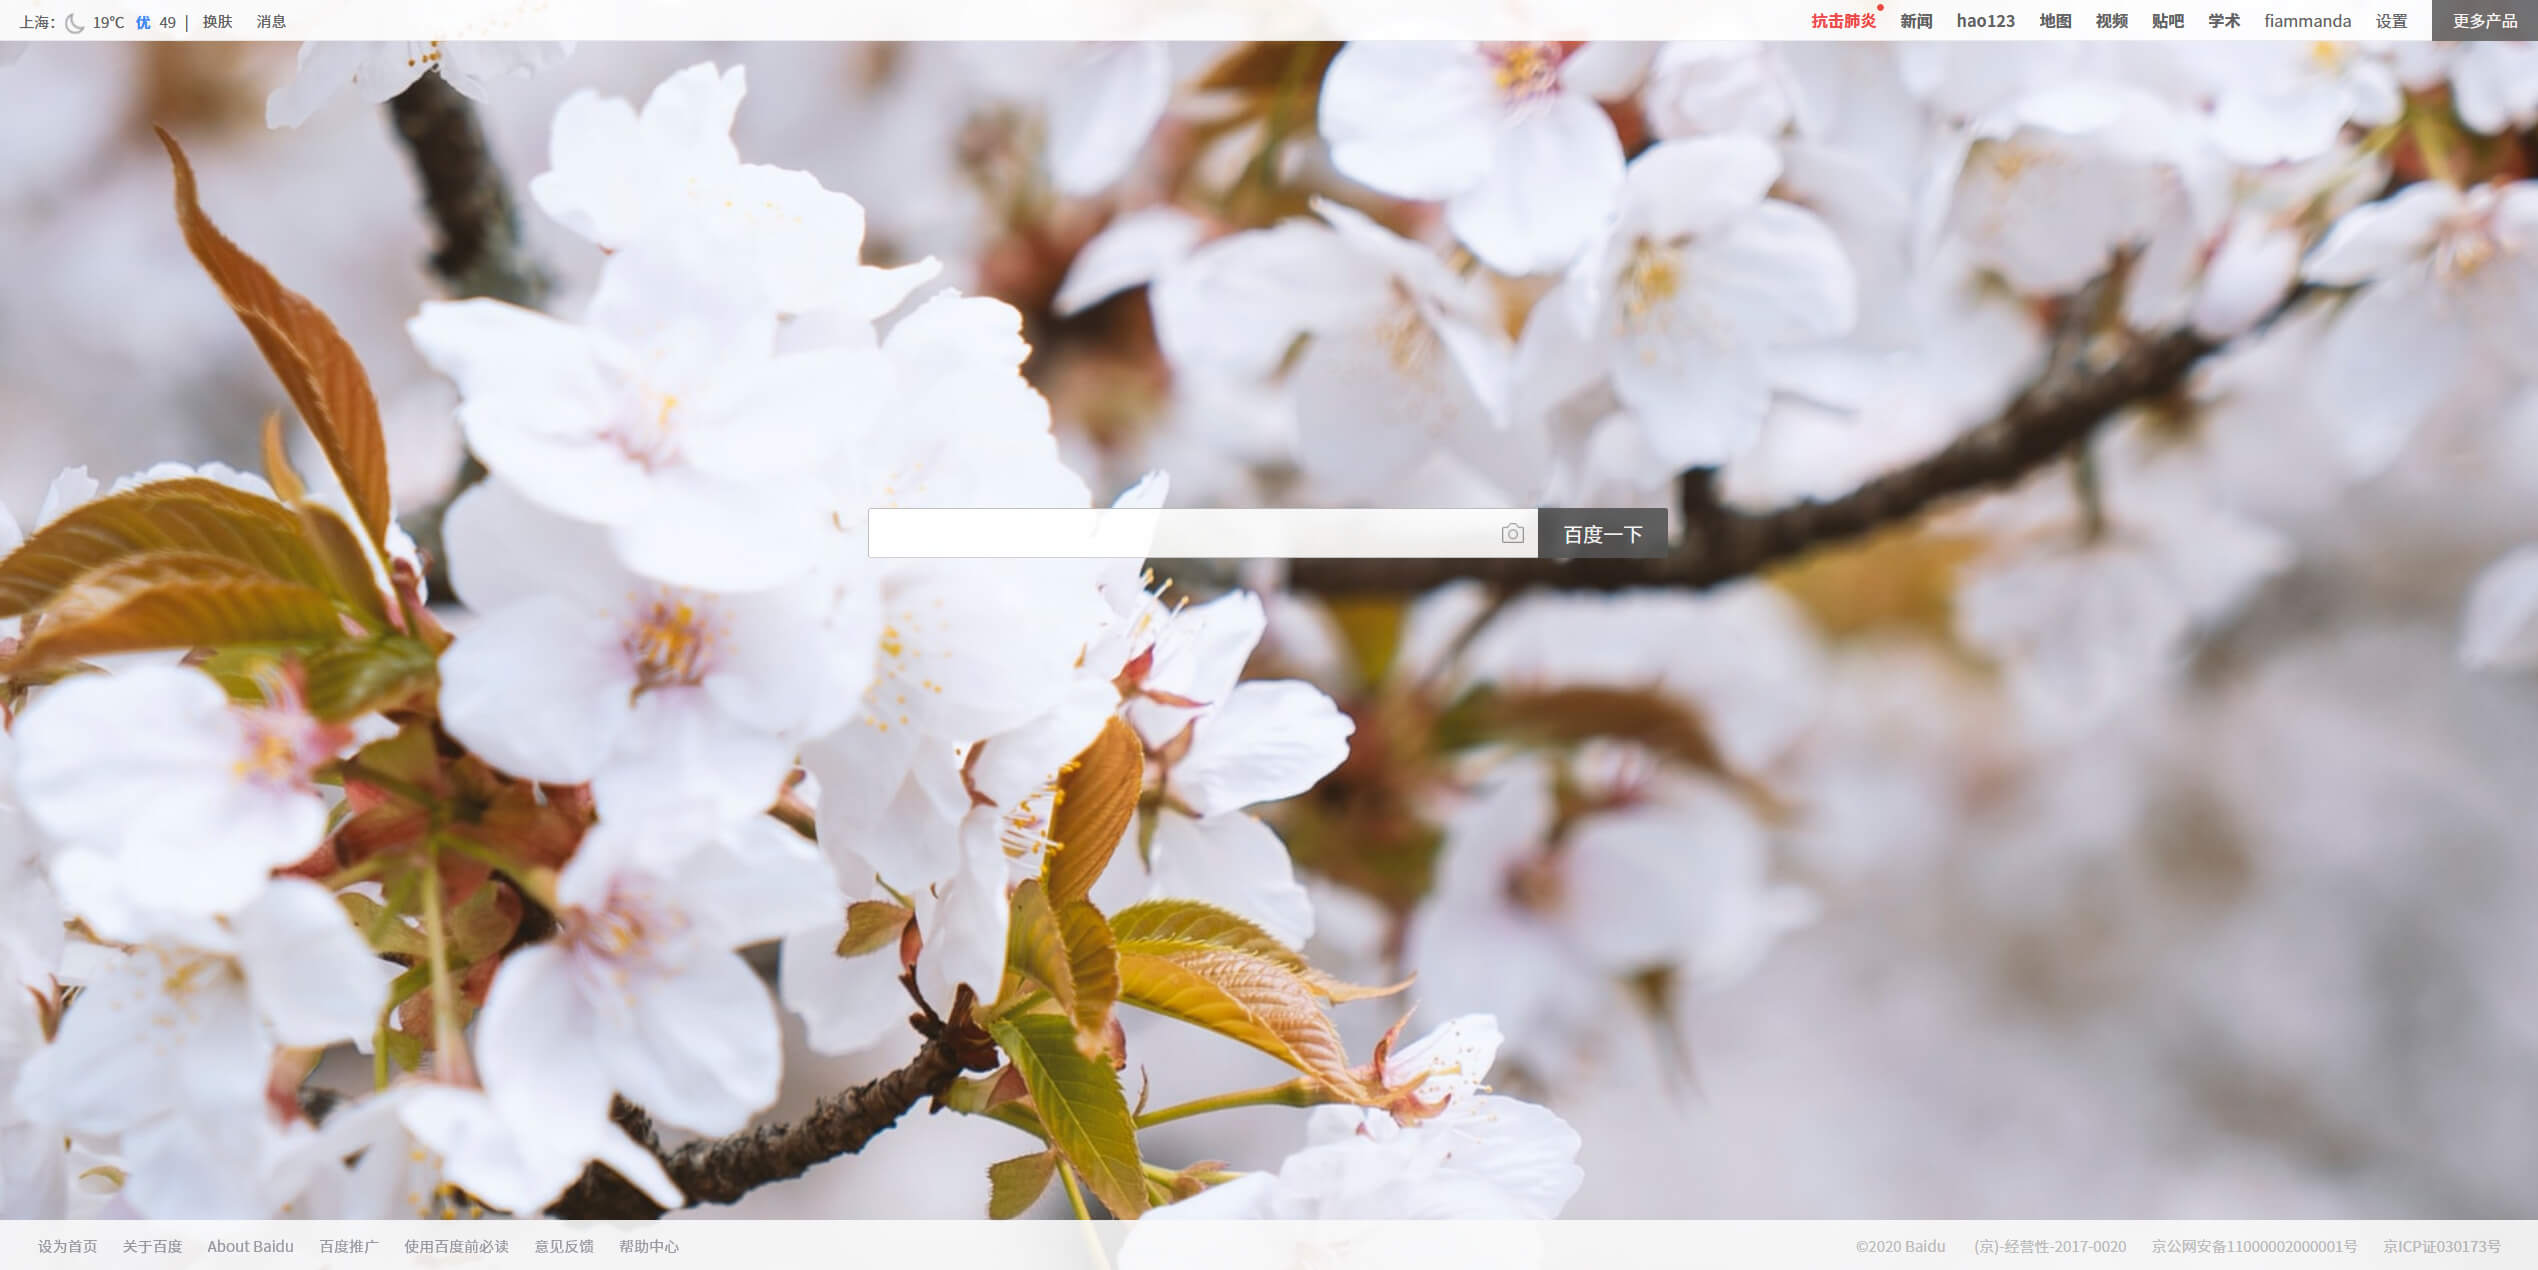 上海： 19℃ 优 49 | 换肤 消息
抗击肺炎 新闻 hao123 地图 视频 贴吧 学术 fiammanda 设置 更多产品
百度一下
设为首页 关于百度 About Baidu 百度推广 使用百度前必读 意见反馈 帮助中心
©2020 Baidu (京)-经营性-2017-0020 京公网安备11000002000001号 京ICP证030173号